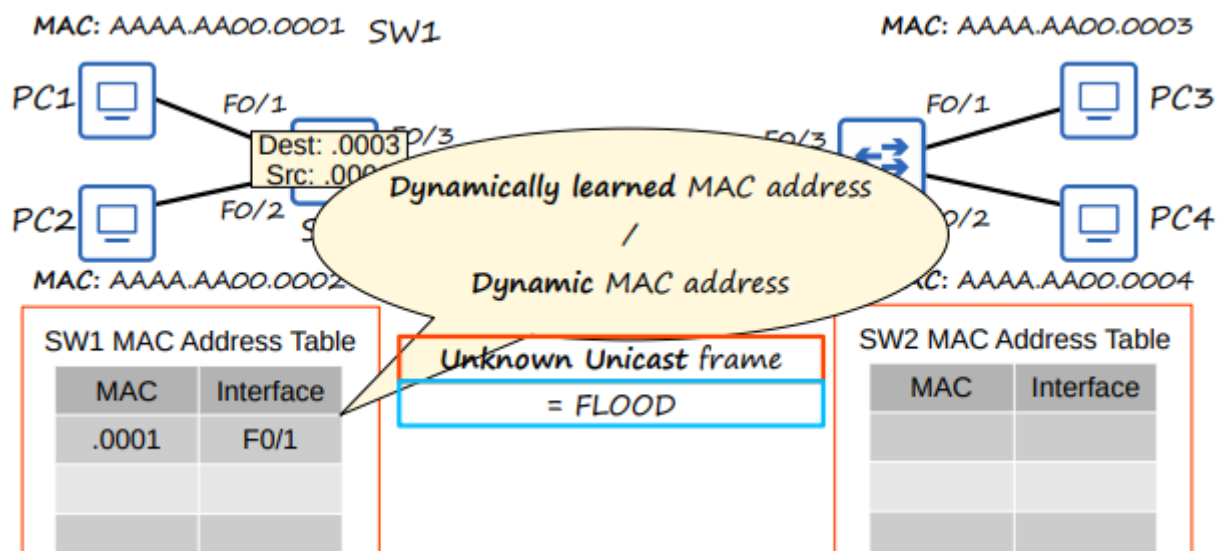 MAC: AAAA.AA00.0001
SW1
MAC: AAAA.AA00.0003
PC1
F0/1
F0/1
PC3
Dest: .0003
F0/3
F0/3
Src:
Dynamically learned MAC address
PC2
F0/2
/
PC4
Dynamic MAC address
MAC: AAAA.AA00.0002
AAAA.AA00.0004
SW1 MAC Address Table
Unknown Unicast frame
SW2 MAC Address Table
MAC Interface
= FLOOD
MAC Interface
.0001 F0/1